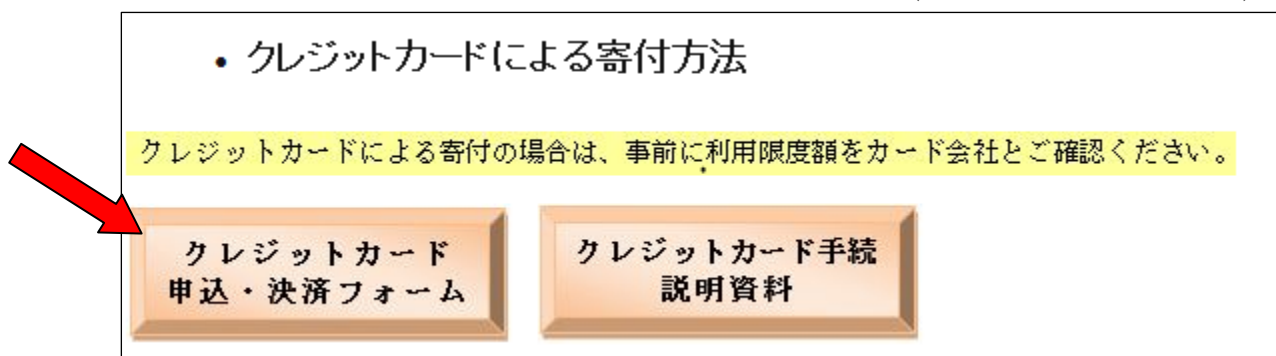 • クレジットカードによる寄付方法
クレジットカードによる寄付の場合は、事前に利用限度額をカード会社とご確認ください。
クレジットカード
申込・決済フォーム
クレジットカード手続
説明資料